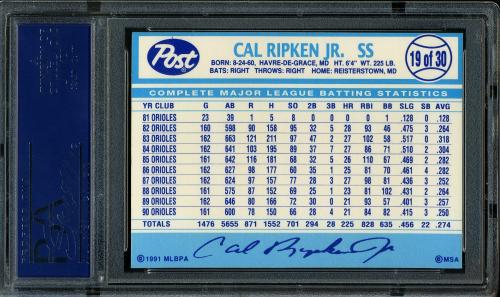 Post
CAL RIPKEN JR. SS
BORN: 8-24-60, HAVRE-DE-GRACE, MD HT. 6'4" WT. 225 LB.
BATS: RIGHT THROWS: RIGHT HOME: REISTERSTOWN, MD
19 of 30
COMPLETE MAJOR LEAGUE BATTING STATISTICS
YR CLUB G AB R H SO 2B 3B HR RBI BB SLG SB AVG
81 ORIOLES 23 39 1 5 8 0 0 0 0 1 .128 0 .128
82 ORIOLES 160 598 90 158 95 32 5 28 93 46 .475 3 .264
83 ORIOLES 162 663 121 211 97 47 2 27 102 58 .517 0 .318
84 ORIOLES 162 641 103 195 89 37 7 27 86 71 .510 2 .304
85 ORIOLES 161 642 116 181 68 32 5 26 110 67 .469 2 .282
86 ORIOLES 162 627 98 177 60 35 1 25 81 70 .461 4 .282
87 ORIOLES 162 624 97 157 77 28 3 27 98 81 .436 3 .252
88 ORIOLES 161 575 87 152 69 25 1 23 81 102 .431 2 .264
89 ORIOLES 162 646 80 166 72 30 0 21 93 57 .401 3 .257
90 ORIOLES 161 600 78 150 66 28 4 21 84 82 .415 3 .250
TOTALS 1476 5655 871 1552 701 294 28 225 828 635 .456 22 .274
Cal Ripken Jr
© 1991 MLBPA
© MSA
PSA